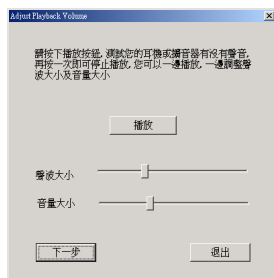 Adjust Playback Volume
請按下播放按鈕, 測試您的耳機或擴音器有沒有聲音,
再按一次即可停止播放, 您可以一邊播放, 一邊調整聲
波大小及音量大小
播放
聲波大小
音量大小
下一步
退出